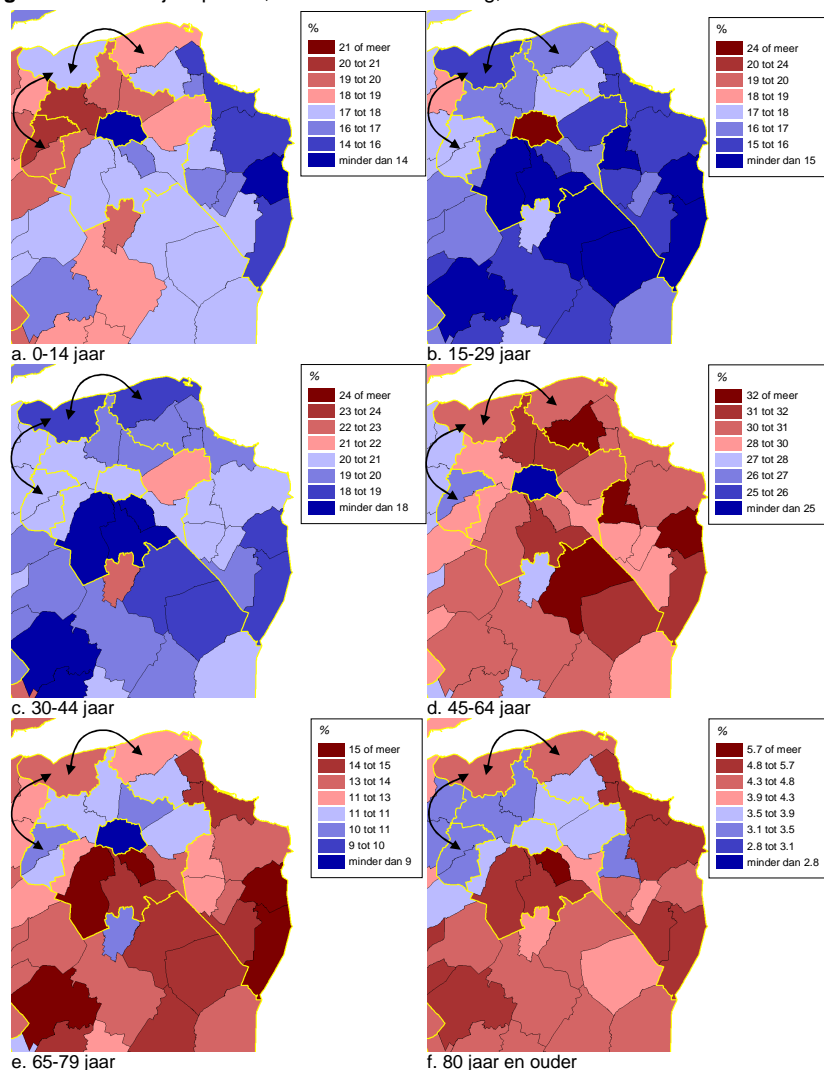 %
21 of meer
20 tot 21
19 tot 20
18 tot 19
17 tot 18
16 tot 17
14 tot 16
minder dan 14
a. 0-14 jaar
%
24 of meer
20 tot 24
19 tot 20
18 tot 19
17 tot 18
16 tot 17
15 tot 16
minder dan 15
b. 15-29 jaar
%
24 of meer
23 tot 24
22 tot 23
21 tot 22
20 tot 21
19 tot 20
18 tot 19
minder dan 18
c. 30-44 jaar
%
32 of meer
31 tot 32
30 tot 31
28 tot 30
27 tot 28
26 tot 27
25 tot 26
minder dan 25
d. 45-64 jaar
%
15 of meer
14 tot 15
13 tot 14
11 tot 13
11 tot 11
10 tot 11
9 tot 10
minder dan 9
e. 65-79 jaar
%
5.7 of meer
4.8 tot 5.7
4.3 tot 4.8
3.9 tot 4.3
3.5 tot 3.9
3.1 tot 3.5
2.8 tot 3.1
minder dan 2.8
f. 80 jaar en ouder